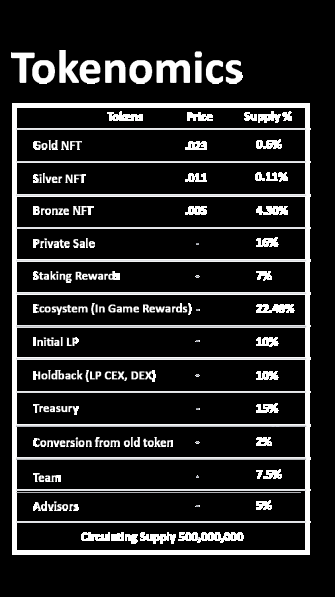 Tokenomics
Tokens Price Supply %
Gold NFT .023 0.6%
Silver NFT .011 0.11%
Bronze NFT .005 4.30%
Private Sale - 16%
Staking Rewards - 7%
Ecosystem (In Game Rewards) - 22.49%
Initial LP - 10%
Holdback (LP CEX, DEX) - 10%
Treasury - 15%
Conversion from old token - 2%
Team - 7.5%
Advisors - 5%
Circulating Supply 500,000,000